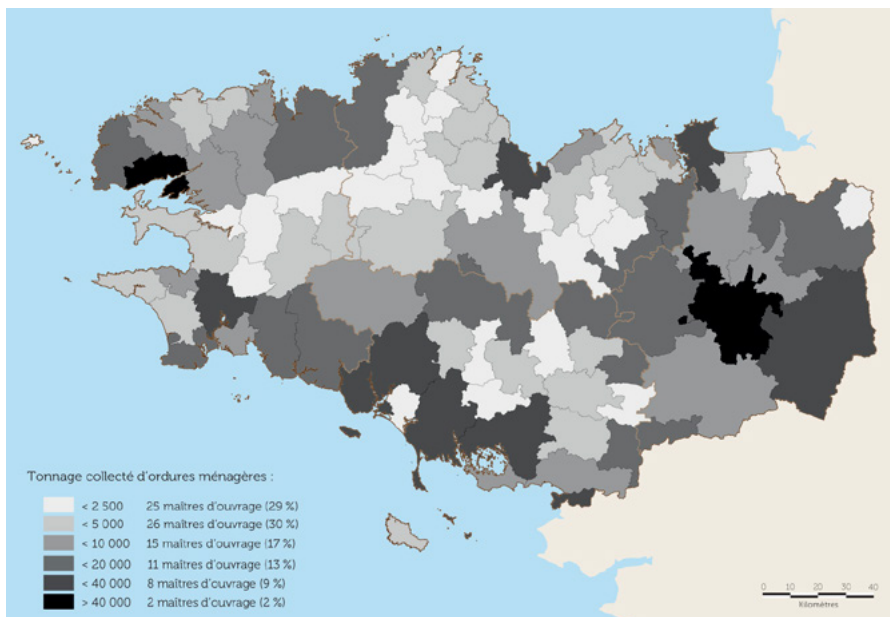 Tonnage collecté d'ordures ménagères :
< 2 500 25 maîtres d'ouvrage (29 %)
< 5 000 26 maîtres d'ouvrage (30 %)
< 10 000 15 maîtres d'ouvrage (17 %)
< 20 000 11 maîtres d'ouvrage (13 %)
< 40 000 8 maîtres d'ouvrage (9 %)
> 40 000 2 maîtres d'ouvrage (2 %)
0 10 20 30 40
Kilomètres